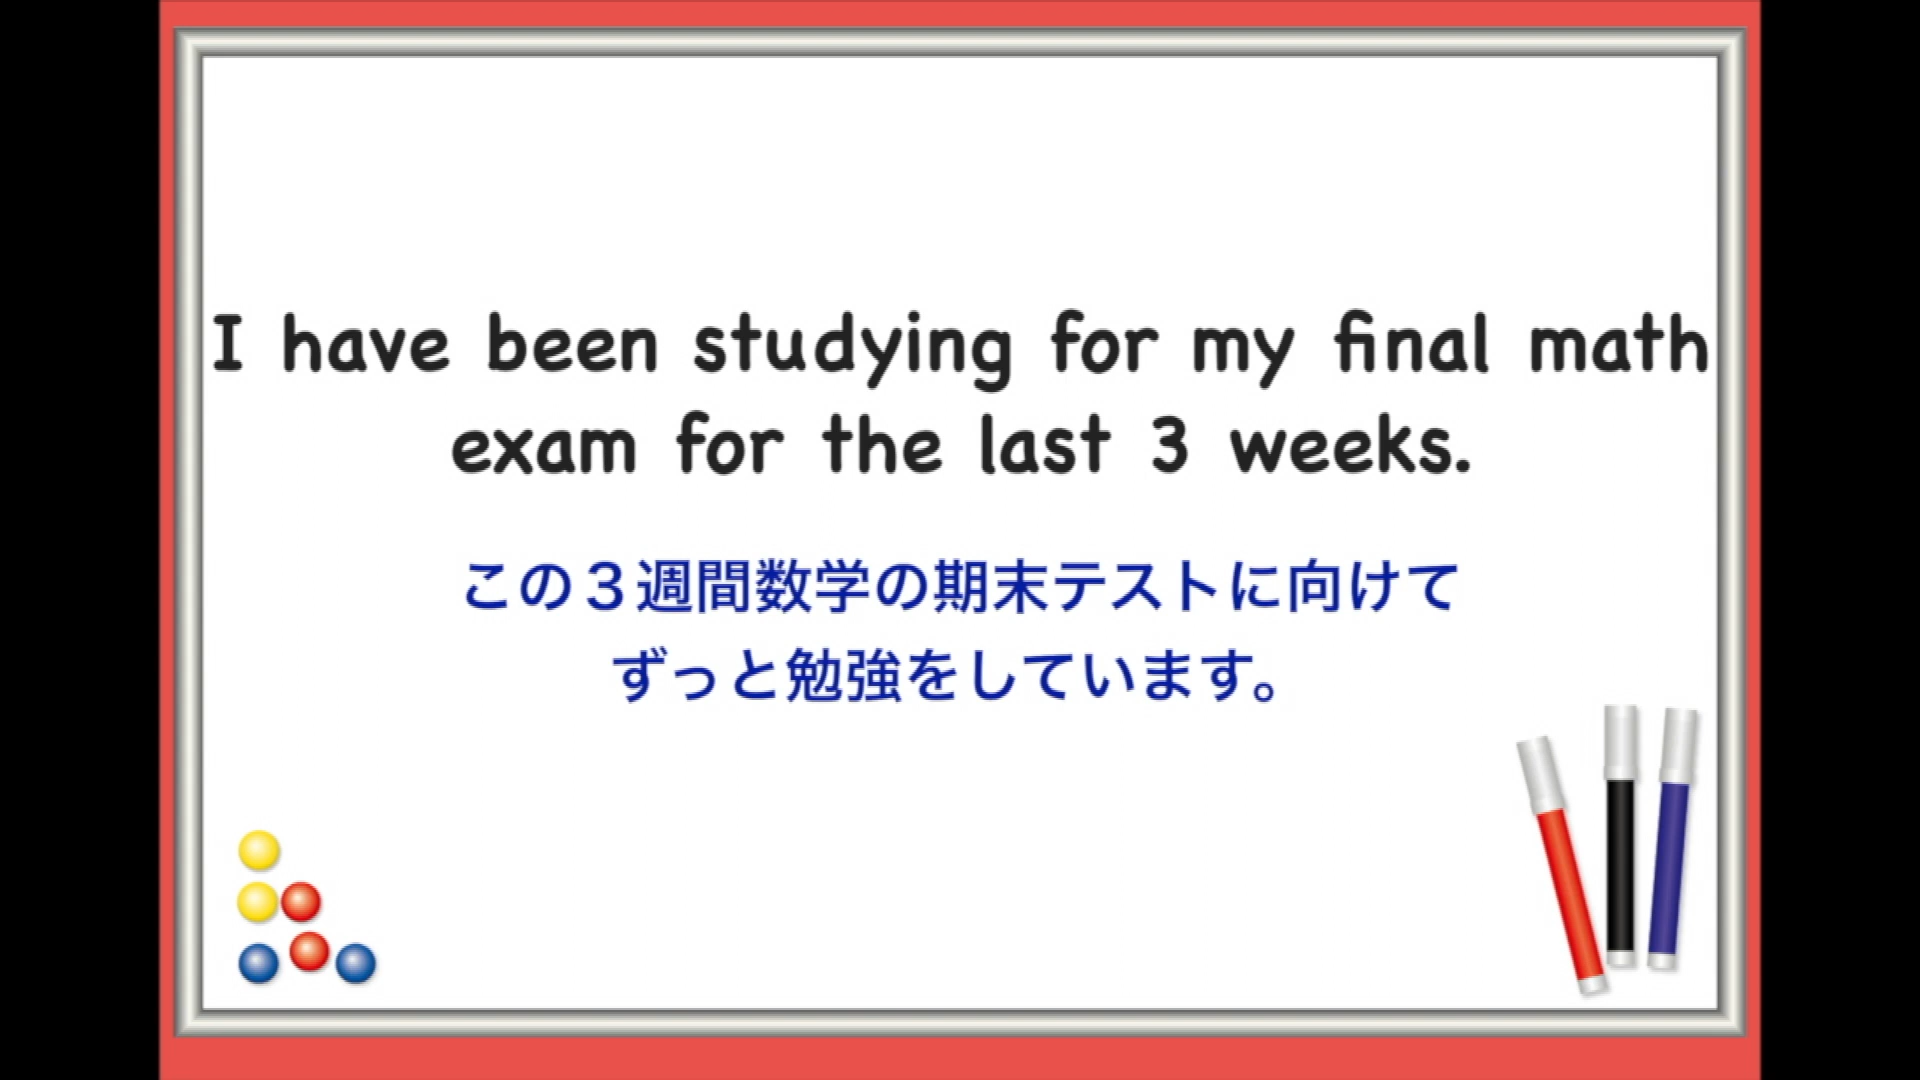 I have been studying for my final math
exam for the last 3 weeks.
この３週間数学の期末テストに向けて
ずっと勉強をしています。